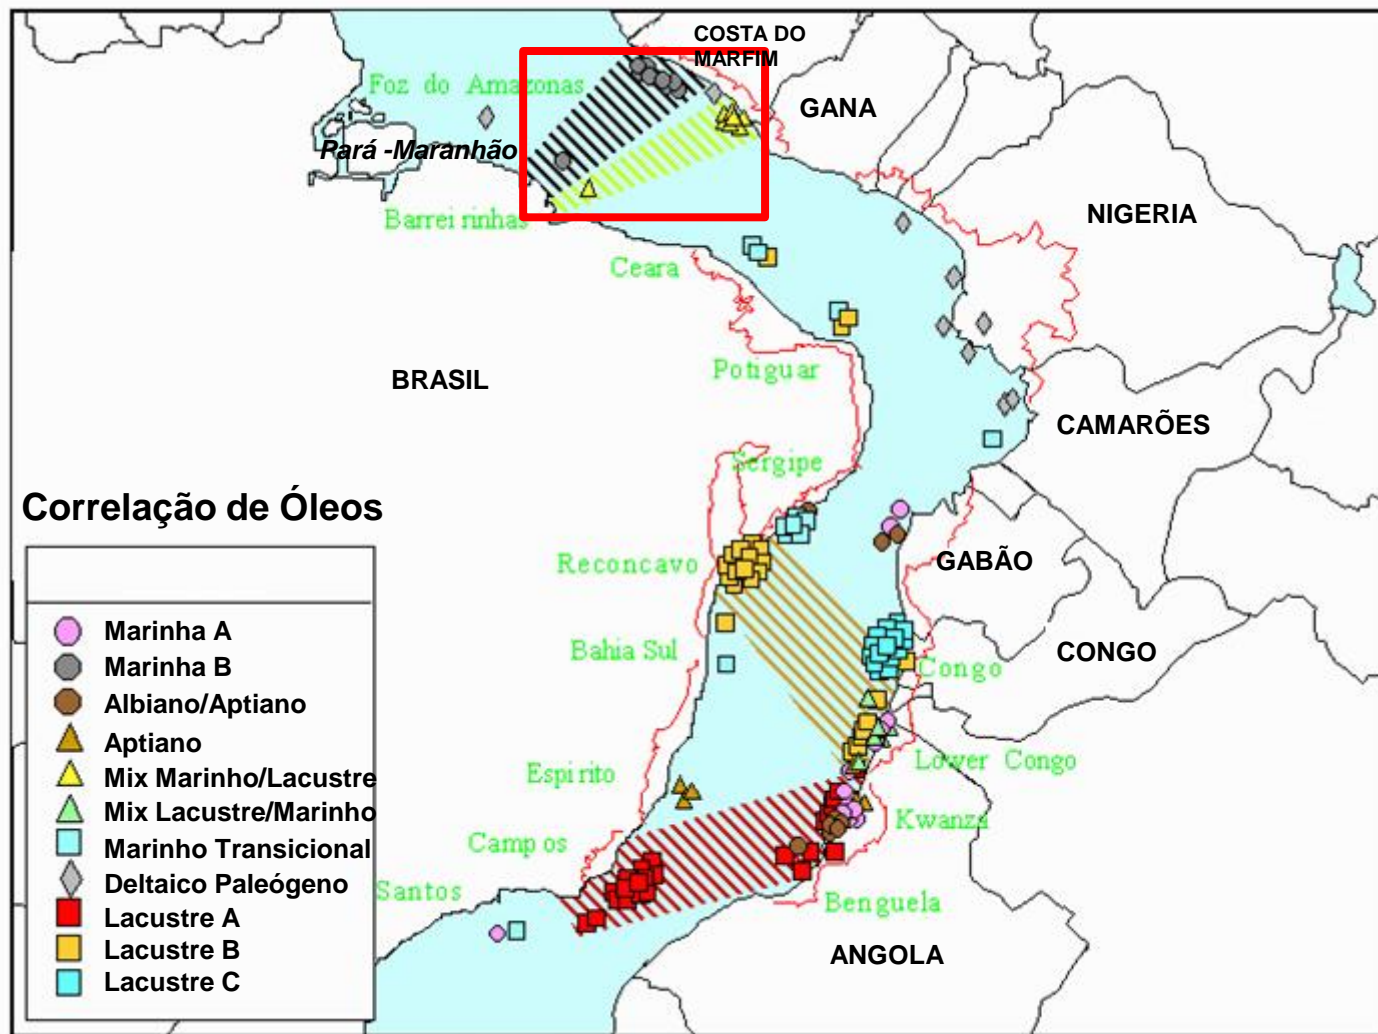 COSTA DO
MARFIM
Foz do Amazonas
GANA
Pará -Maranhão
NIGERIA
Barrei rinhas
Ceara
BRASIL
Potiguar
CAMARÕES
Sergipe
Correlação de Óleos
Reconcavo
GABÃO
Marinha A
Bahia Sul
CONGO
Marinha B
Congo
Albiano/Aptiano
Aptiano
Espirito
Lower Congo
Mix Marinho/Lacustre
Mix Lacustre/Marinho
Kwanza
Campos
Marinho Transicional
Deltaico Paleógeno
Santos
Benguela
Lacustre A
Lacustre B
ANGOLA
Lacustre C